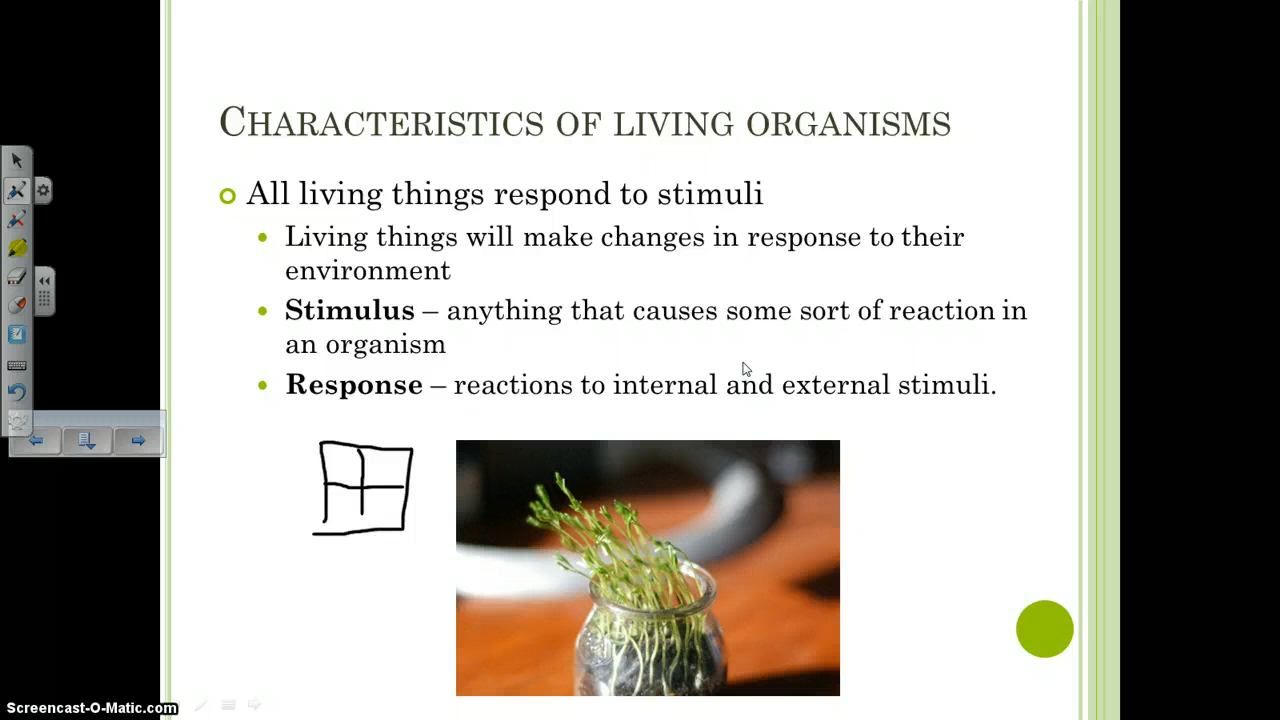 CHARACTERISTICS OF LIVING ORGANISMS
All living things respond to stimuli
Living things will make changes in response to their
environment
Stimulus – anything that causes some sort of reaction in
an organism
Response – reactions to internal and external stimuli.
Screencast-O-Matic.com